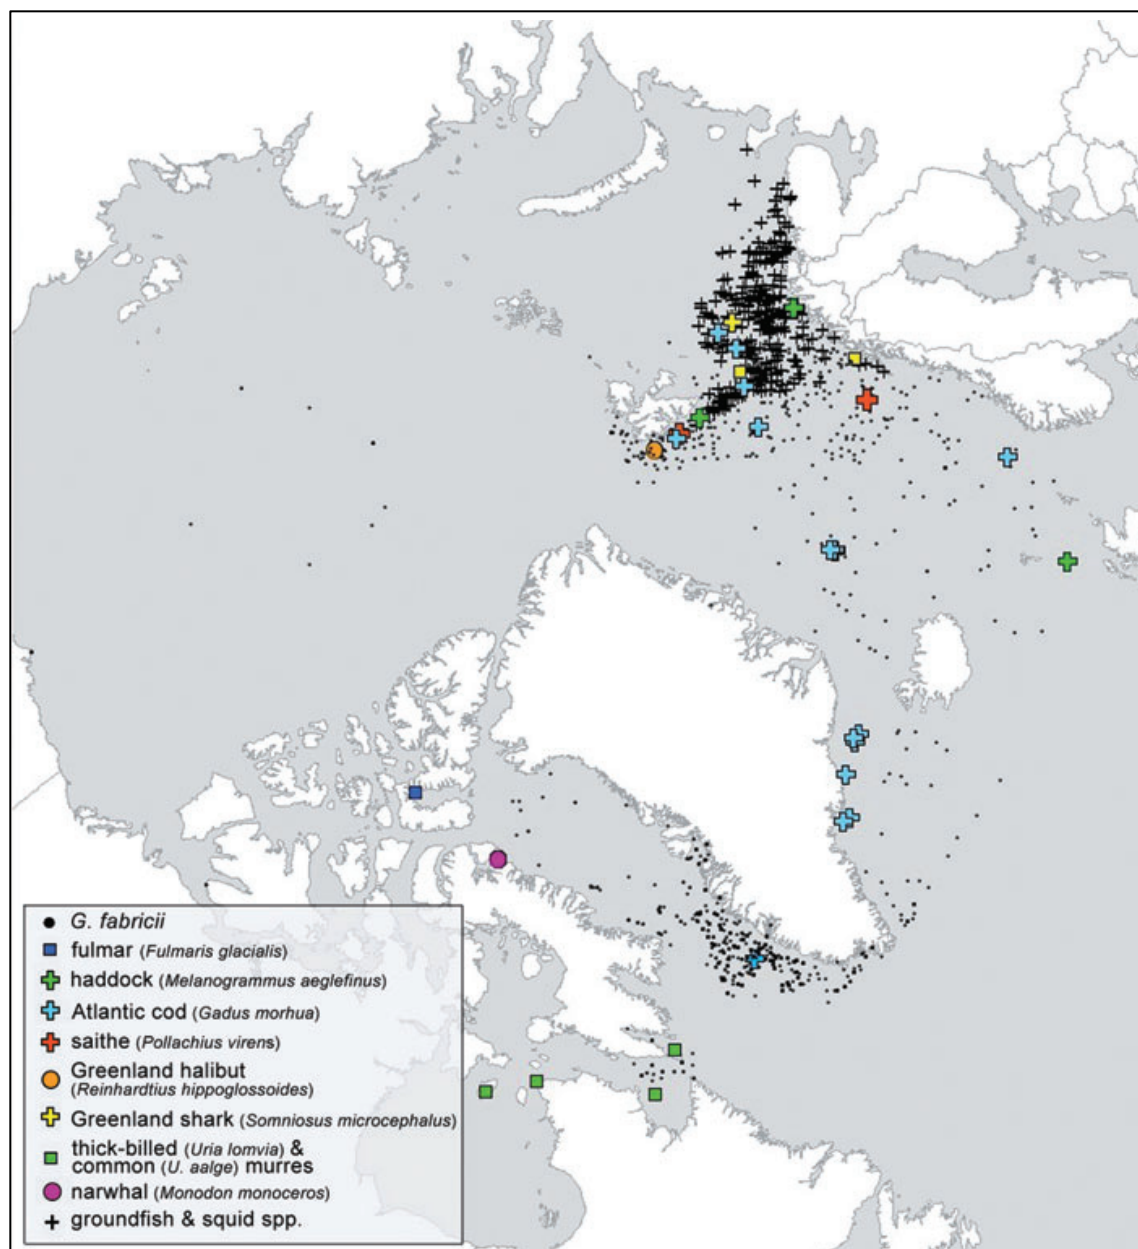 G. fabricii
fulmar (Fulmaris glacialis)
haddock (Melanogrammus aeglefinus)
Atlantic cod (Gadus morhua)
saithe (Pollachius virens)
Greenland halibut
(Reinhardtius hippoglossoides)
Greenland shark (Somniosus microcephalus)
thick-billed (Uria lomvia) &
common (U. aalge) murres
narwhal (Monodon monoceros)
groundfish & squid spp.